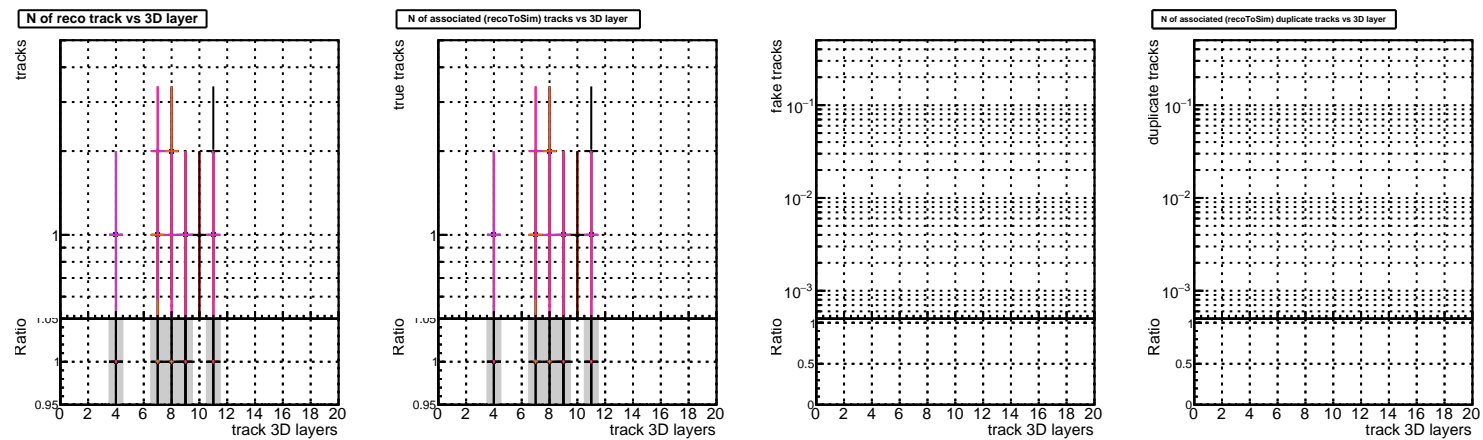 N of reco track vs 3D layer
tracks
1
1.05
Ratio
1
0.95
0 2 4 6 8 10 12 14 16 18 20
track 3D layers
N of associated (recoToSim) tracks vs 3D layer
true tracks
1
1.05
Ratio
1
0.95
0 2 4 6 8 10 12 14 16 18 20
track 3D layers
fake tracks
10⁻¹
10⁻²
10⁻³
Ratio
1
0.5
0
0 2 4 6 8 10 12 14 16 18 20
track 3D layers
N of associated (recoToSim) duplicate tracks vs 3D layer
duplicate tracks
10⁻¹
10⁻²
10⁻³
Ratio
1
0.5
0
0 2 4 6 8 10 12 14 16 18 20
track 3D layers